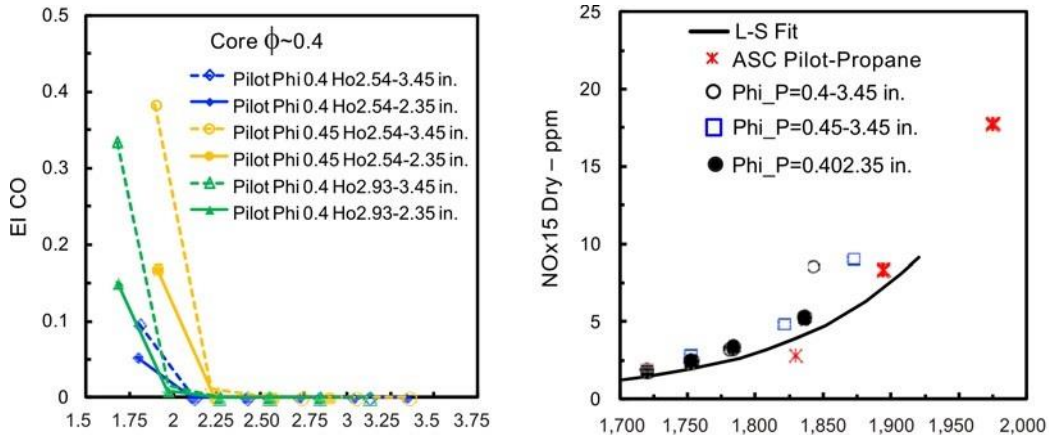 Core ϕ~0.4
Pilot Phi 0.4 Ho2.54-3.45 in.
Pilot Phi 0.4 Ho2.54-2.35 in.
Pilot Phi 0.45 Ho2.54-3.45 in.
Pilot Phi 0.45 Ho2.54-2.35 in.
Pilot Phi 0.4 Ho2.93-3.45 in.
Pilot Phi 0.4 Ho2.93-2.35 in.
EI CO
0.5
0.4
0.3
0.2
0.1
0
1.5 1.75 2 2.25 2.5 2.75 3 3.25 3.5 3.75
L-S Fit
ASC Pilot-Propane
Phi_P=0.4-3.45 in.
Phi_P=0.45-3.45 in.
Phi_P=0.402.35 in.
NOx15 Dry – ppm
25
20
15
10
5
0
1,700 1,750 1,800 1,850 1,900 1,950 2,000